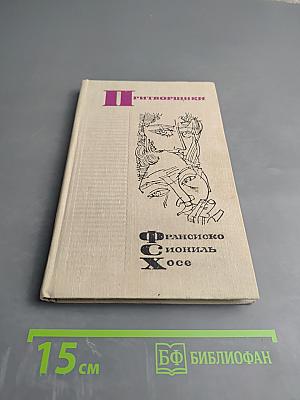 Притворщики
Франсиско
Сиониль
Хосе
15 см
БФ БИБЛИОФАН